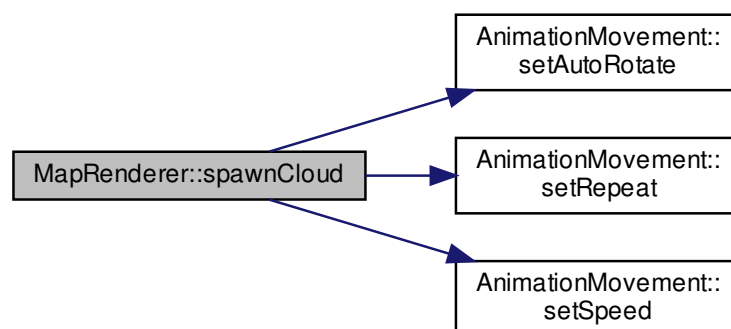 AnimationMovement::
setAutoRotate
MapRenderer::spawnCloud
AnimationMovement::
setRepeat
AnimationMovement::
setSpeed